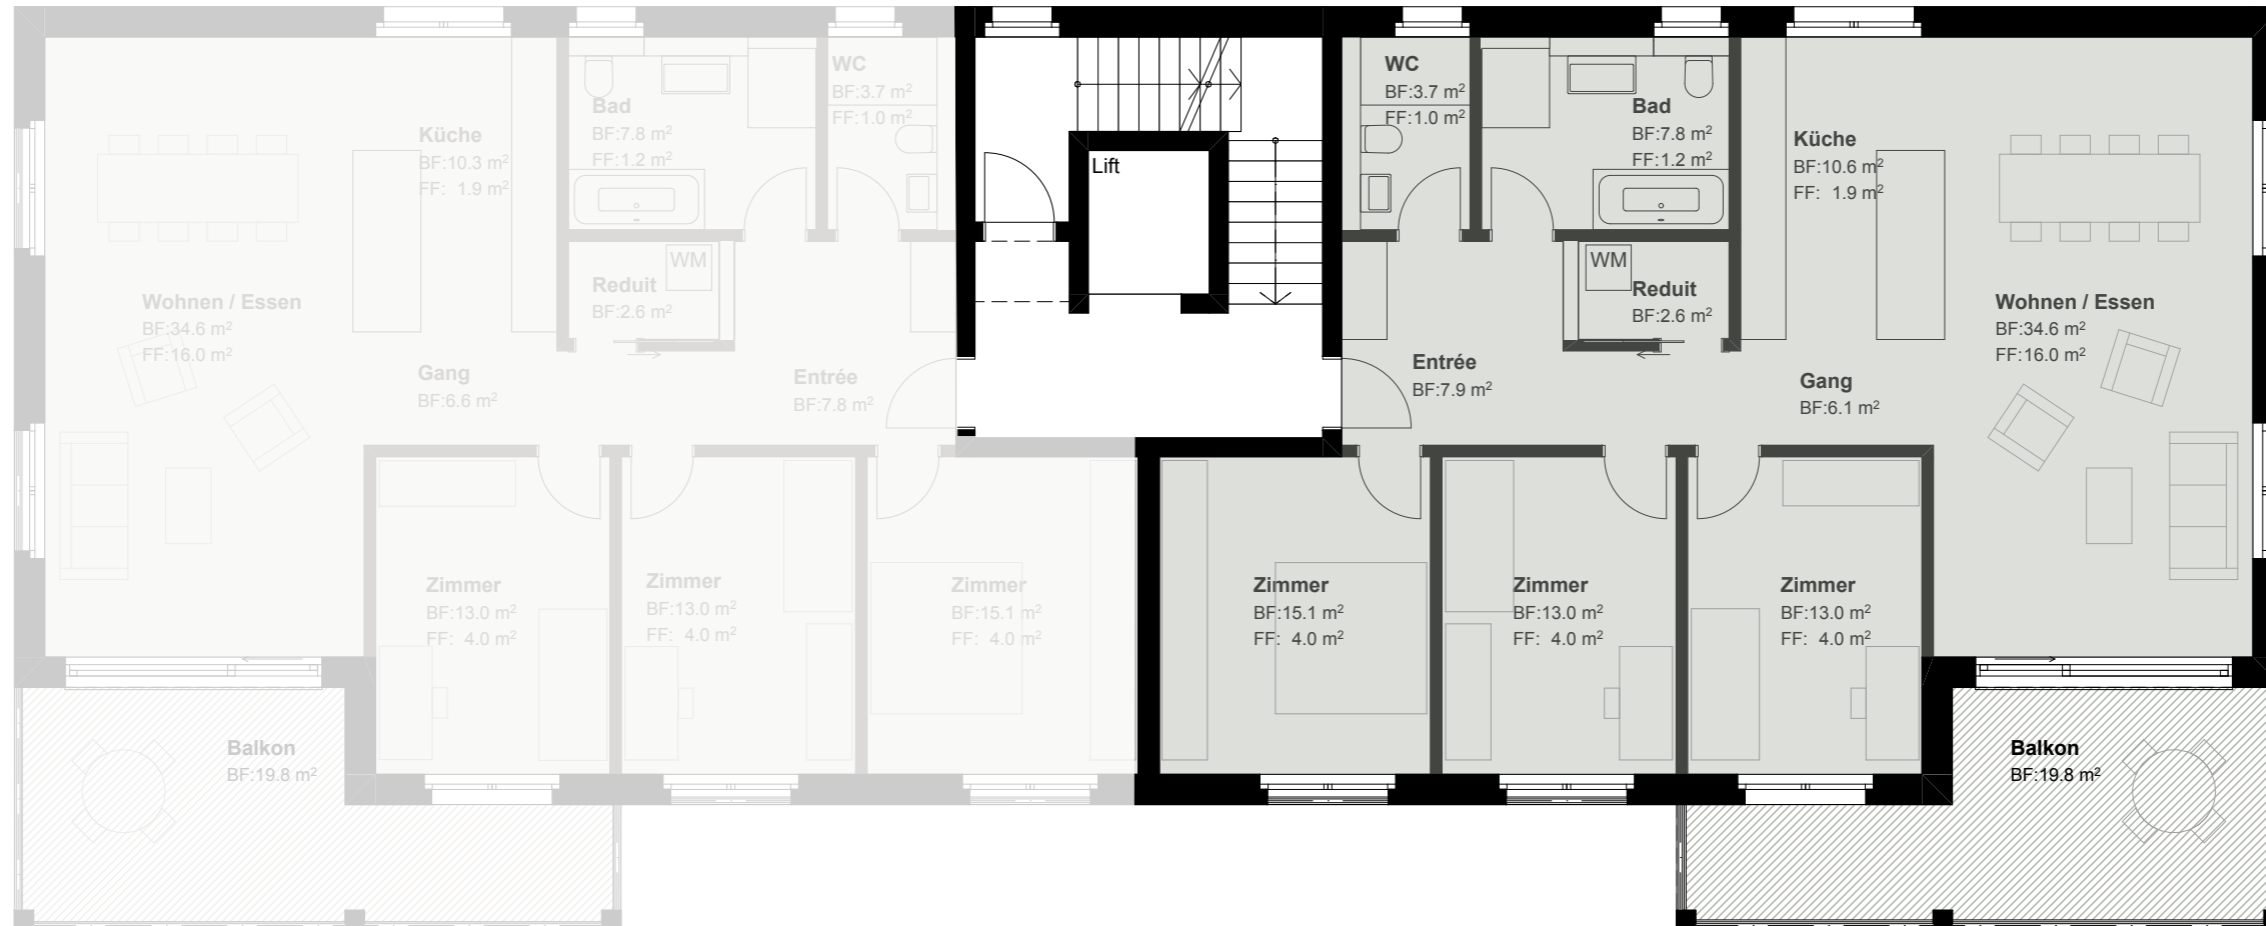 Wohnen / Essen
BF:34.6 m²
FF:16.0 m²
Küche
BF:10.3 m²
FF: 1.9 m²
Gang
BF:6.6 m²
Bad
BF:7.8 m²
FF:1.2 m²
WC
BF:3.7 m²
FF:1.0 m²
Reduit
BF:2.6 m²
WM
Entrée
BF:7.8 m²
Zimmer
BF:13.0 m²
FF: 4.0 m²
Zimmer
BF:13.0 m²
FF: 4.0 m²
Zimmer
BF:15.1 m²
FF: 4.0 m²
Balkon
BF:19.8 m²
Lift
WC
BF:3.7 m²
FF:1.0 m²
Bad
BF:7.8 m²
FF:1.2 m²
Küche
BF:10.6 m²
FF: 1.9 m²
WM
Reduit
BF:2.6 m²
Wohnen / Essen
BF:34.6 m²
FF:16.0 m²
Entrée
BF:7.9 m²
Gang
BF:6.1 m²
Zimmer
BF:15.1 m²
FF: 4.0 m²
Zimmer
BF:13.0 m²
FF: 4.0 m²
Zimmer
BF:13.0 m²
FF: 4.0 m²
Balkon
BF:19.8 m²